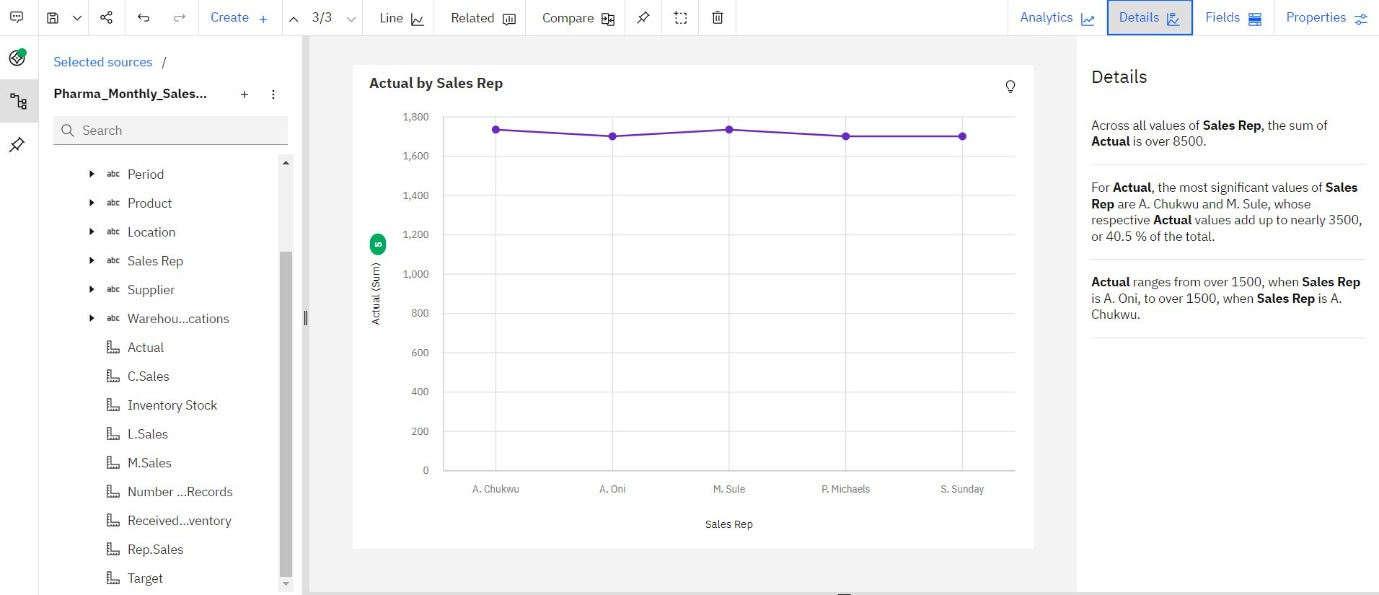 Create +
3/3
Line
Related
Compare
Analytics
Details
Fields
Properties
Selected sources /
Pharma_Monthly_Sales...
Search
abc Period
abc Product
abc Location
abc Sales Rep
abc Supplier
abc Warehou...cations
Actual
C.Sales
Inventory Stock
L.Sales
M.Sales
Number ...Records
Received...ventory
Rep.Sales
Target
Actual by Sales Rep
1,800
1,600
1,400
1,200
1,000
800
600
400
200
0
5
Actual (Sum)
A. Chukwu
A. Oni
M. Sule
P. Michaels
S. Sunday
Sales Rep
Details
Across all values of Sales Rep, the sum of
Actual is over 8500.
For Actual, the most significant values of Sales
Rep are A. Chukwu and M. Sule, whose
respective Actual values add up to nearly 3500,
or 40.5 % of the total.
Actual ranges from over 1500, when Sales Rep
is A. Oni, to over 1500, when Sales Rep is A.
Chukwu.